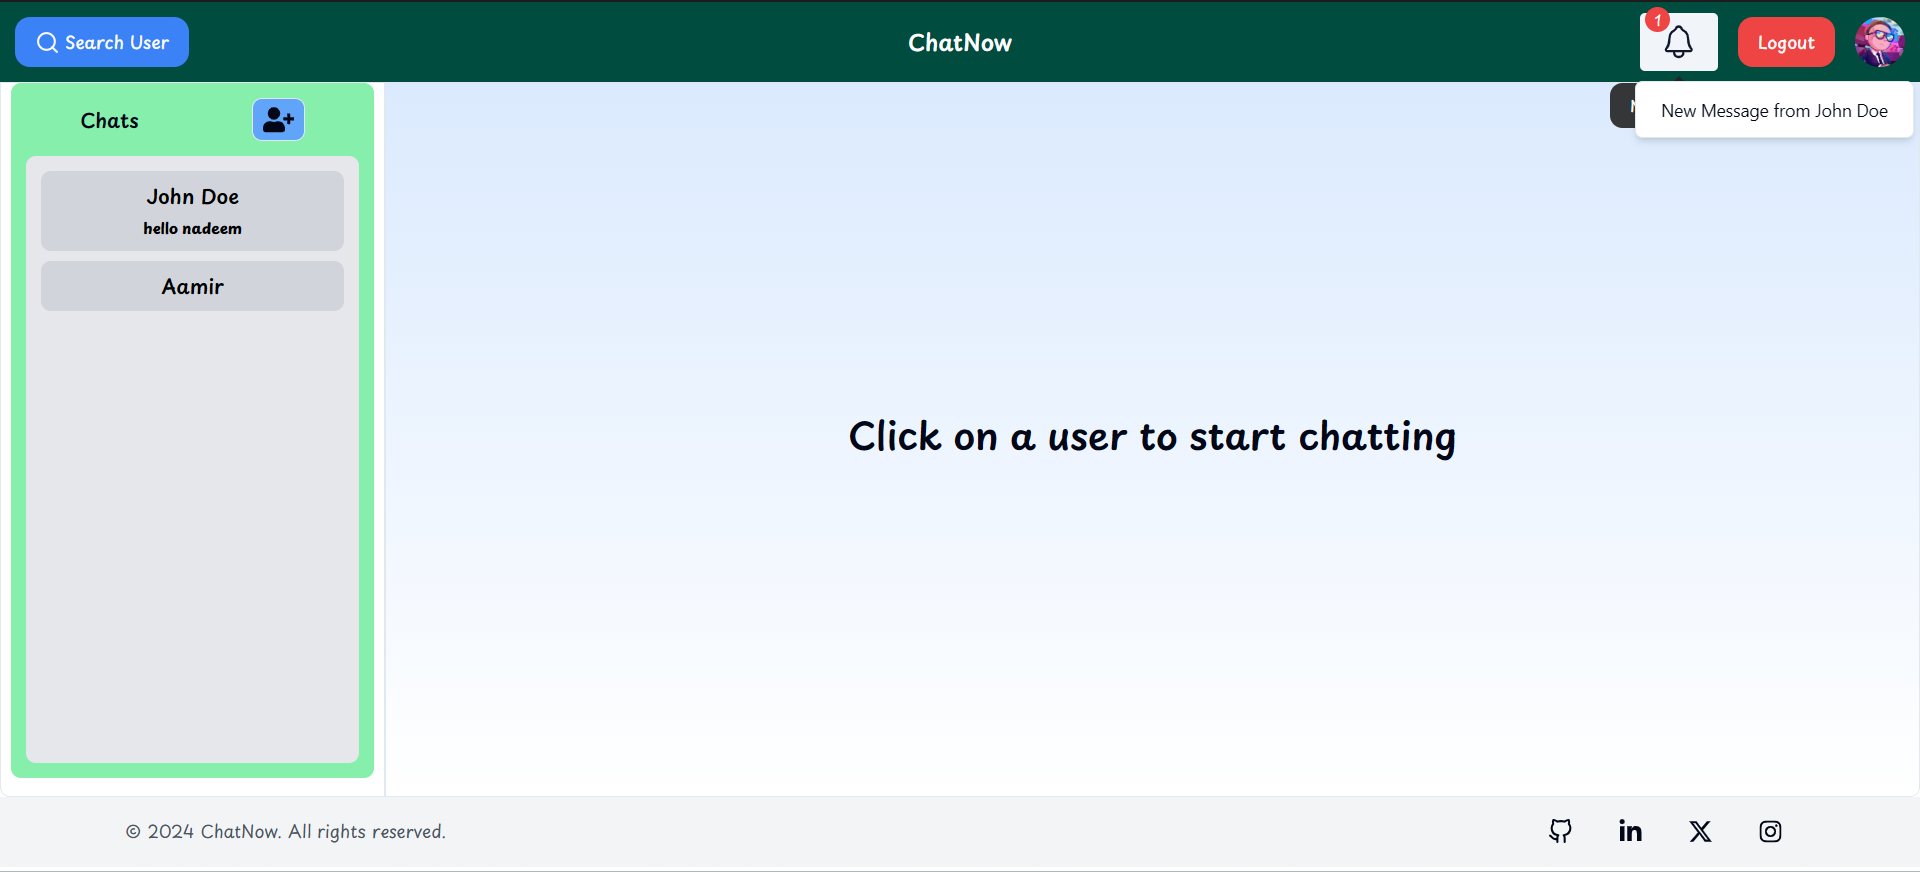 Search User
ChatNow
1
Logout
New Message from John Doe
Chats
John Doe
hello nadeem
Aamir
Click on a user to start chatting
© 2024 ChatNow. All rights reserved.